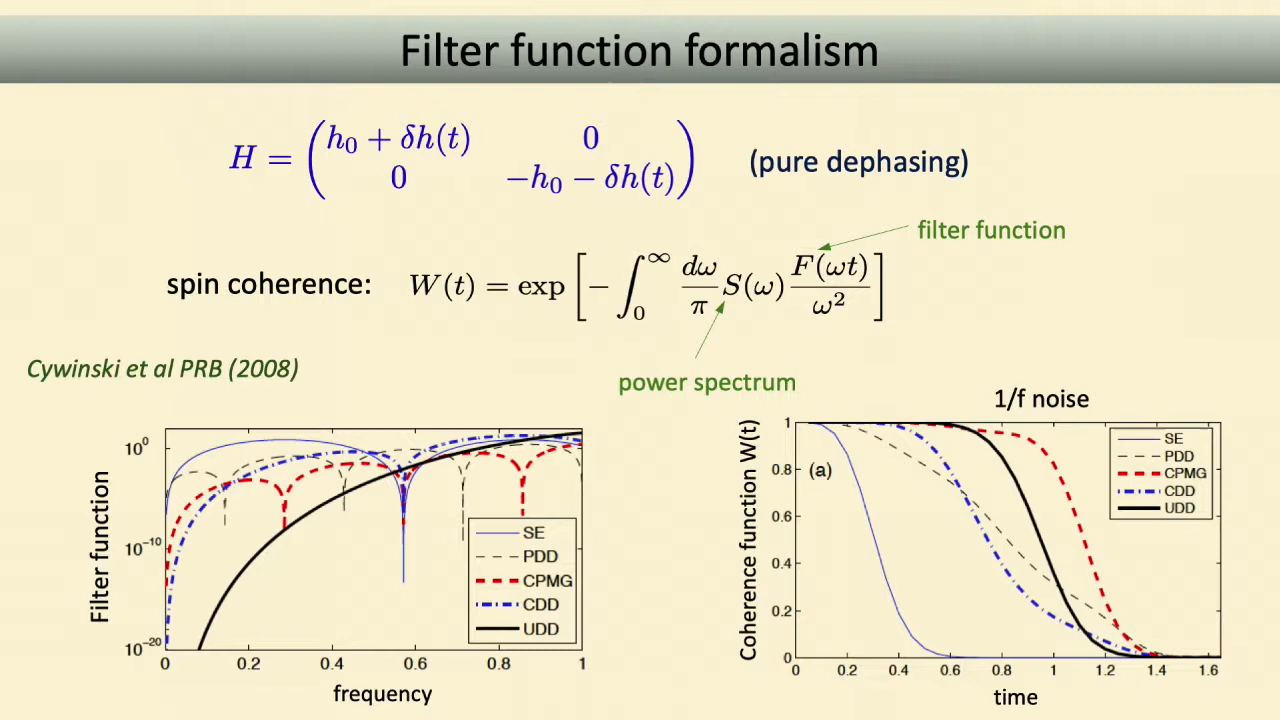 Filter function formalism
H = ( h₀ + δh(t) 0
0 −h₀ − δh(t) ) (pure dephasing)
filter function
spin coherence: W(t) = exp [ − ∫₀^∞ dω/π S(ω) F(ωt)/ω² ]
power spectrum
Cywinski et al PRB (2008)
Filter function
10⁰
10⁻¹⁰
10⁻²⁰
0 0.2 0.4 0.6 0.8 1
frequency
SE
PDD
CPMG
CDD
UDD
1/f noise
Coherence function W(t)
1
0.8
0.6
0.4
0.2
0
(a)
SE
PDD
CPMG
CDD
UDD
0 0.2 0.4 0.6 0.8 1 1.2 1.4 1.6
time